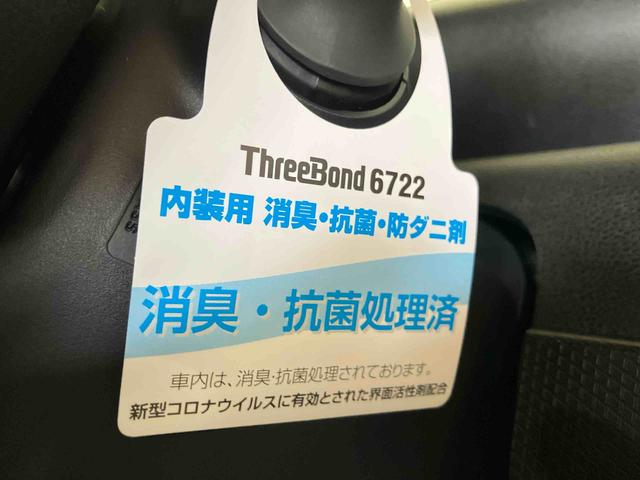 ThreeBond 6722
内装用 消臭・抗菌・防ダニ剤
消臭・抗菌処理済
車内は、消臭・抗菌処理されております。
新型コロナウイルスに有効とされた界面活性剤配合